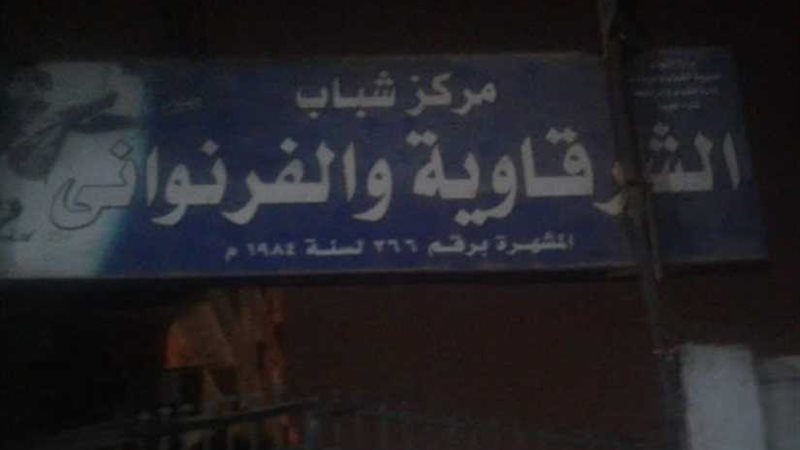 مركز شباب
الشرقاوية والفرنوانى
المشهرة برقم ٢٦٦ لسنة ١٩٨٤ م